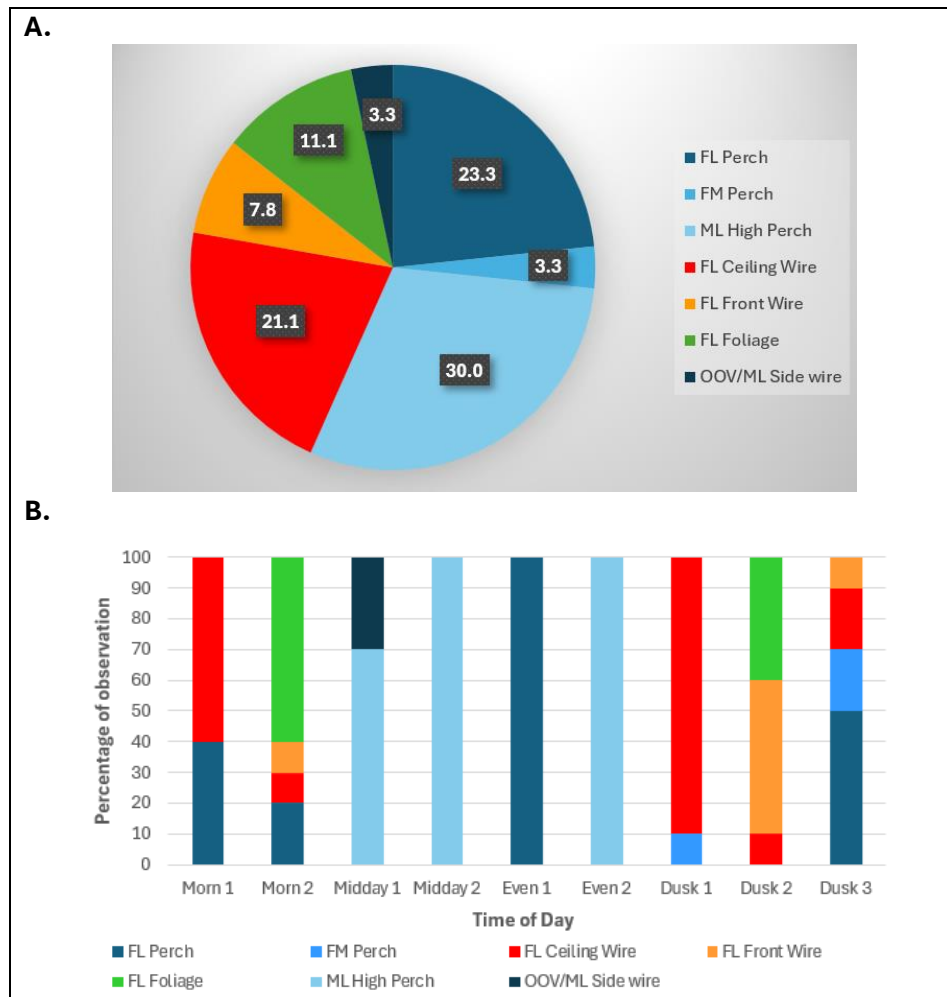 A.
3.3
11.1
23.3
7.8
3.3
21.1
30.0
FL Perch
FM Perch
ML High Perch
FL Ceiling Wire
FL Front Wire
FL Foliage
OOV/ML Side wire
B.
Percentage of observation
100
90
80
70
60
50
40
30
20
10
0
Morn 1 Morn 2 Midday 1 Midday 2 Even 1 Even 2 Dusk 1 Dusk 2 Dusk 3
Time of Day
FL Perch FM Perch FL Ceiling Wire FL Front Wire
FL Foliage ML High Perch OOV/ML Side wire